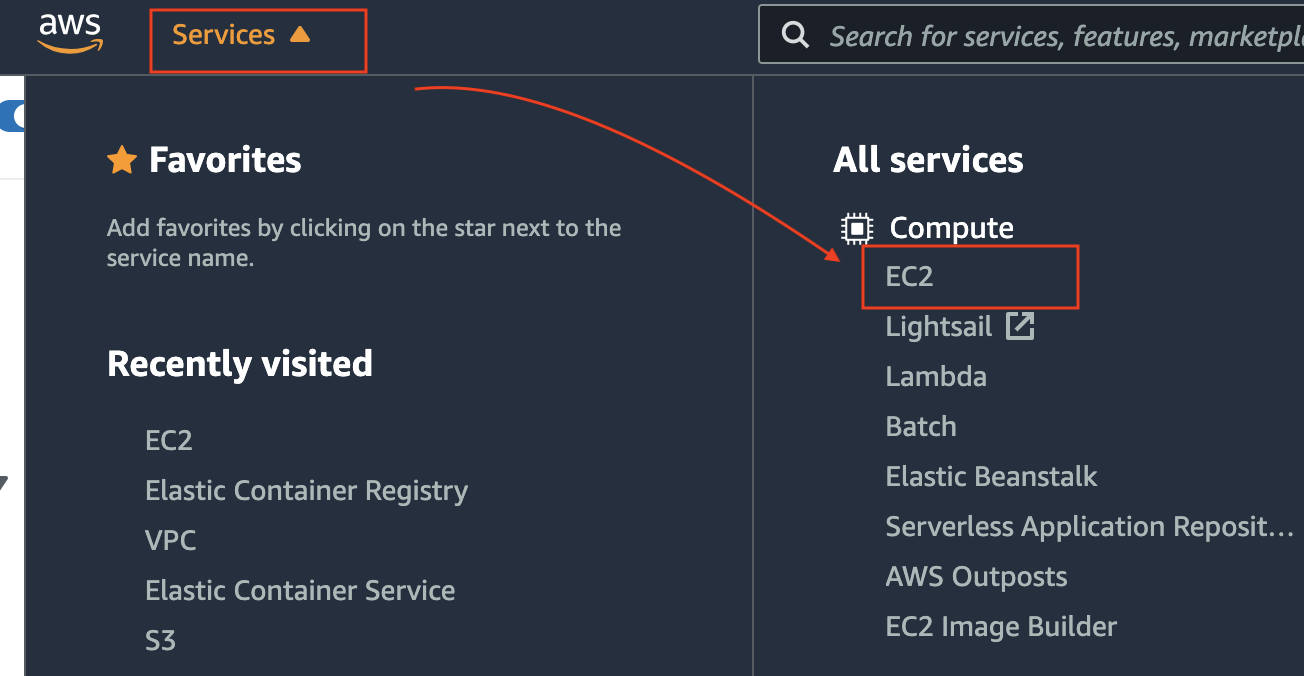 aws
Services
Search for services, features,
Favorites
Add favorites by clicking on the star next to the
service name.
Recently visited
EC2
Elastic Container Registry
VPC
Elastic Container Service
S3
All services
Compute
EC2
Lightsail
Lambda
Batch
Elastic Beanstalk
Serverless Application Reposit...
AWS Outposts
EC2 Image Builder